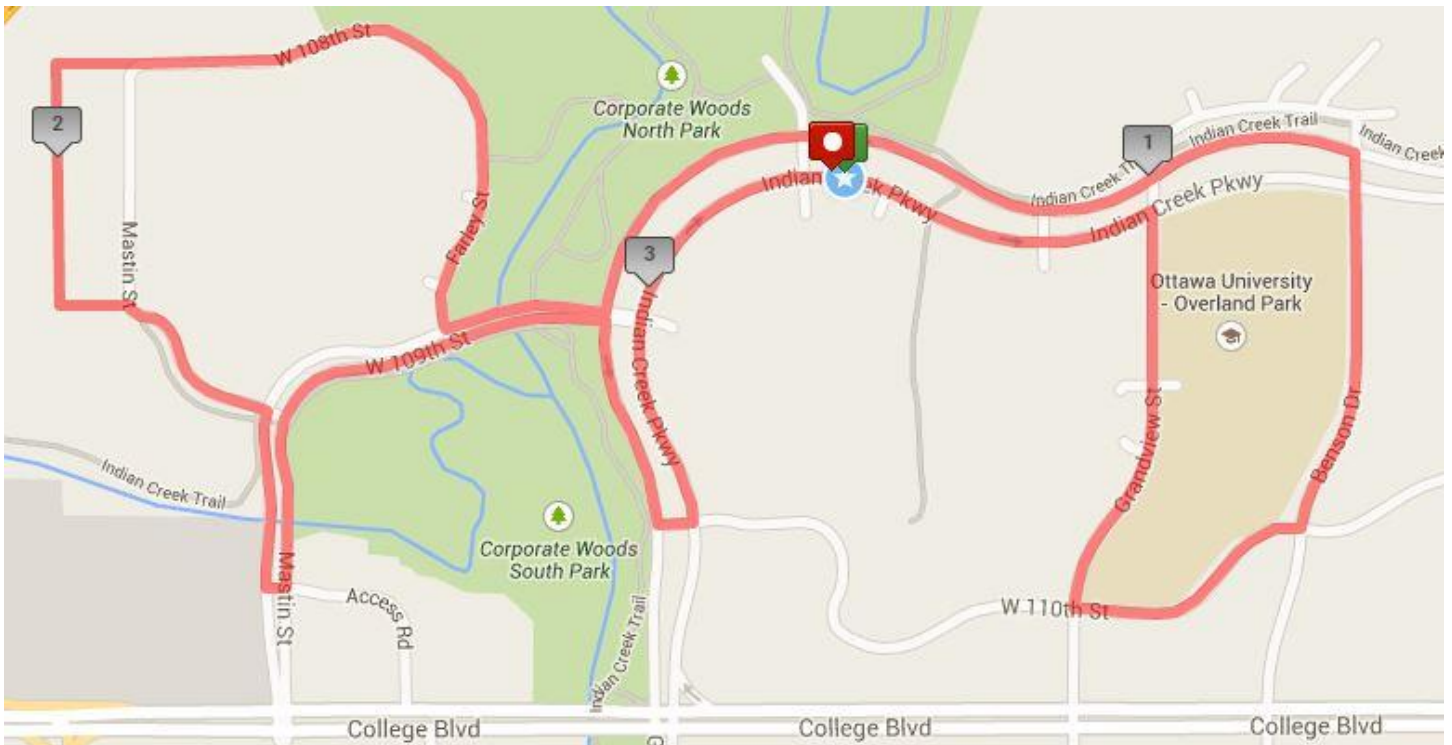 W 108th St
Corporate Woods
North Park
2
1
Indian Creek Trail
Indian Creek
Indian Creek Tr
Indian Creek Pkwy
Indian ek Pkwy
Mastin St
Farley St
3
Ottawa University
- Overland Park
Indian Creek Pkwy
W 109th St
Benson Dr
Grandview St
Indian Creek Trail
Corporate Woods
South Park
Mastin St
Access Rd
W 110th St
Indian Creek Trail
College Blvd
College Blvd
College Blvd
G